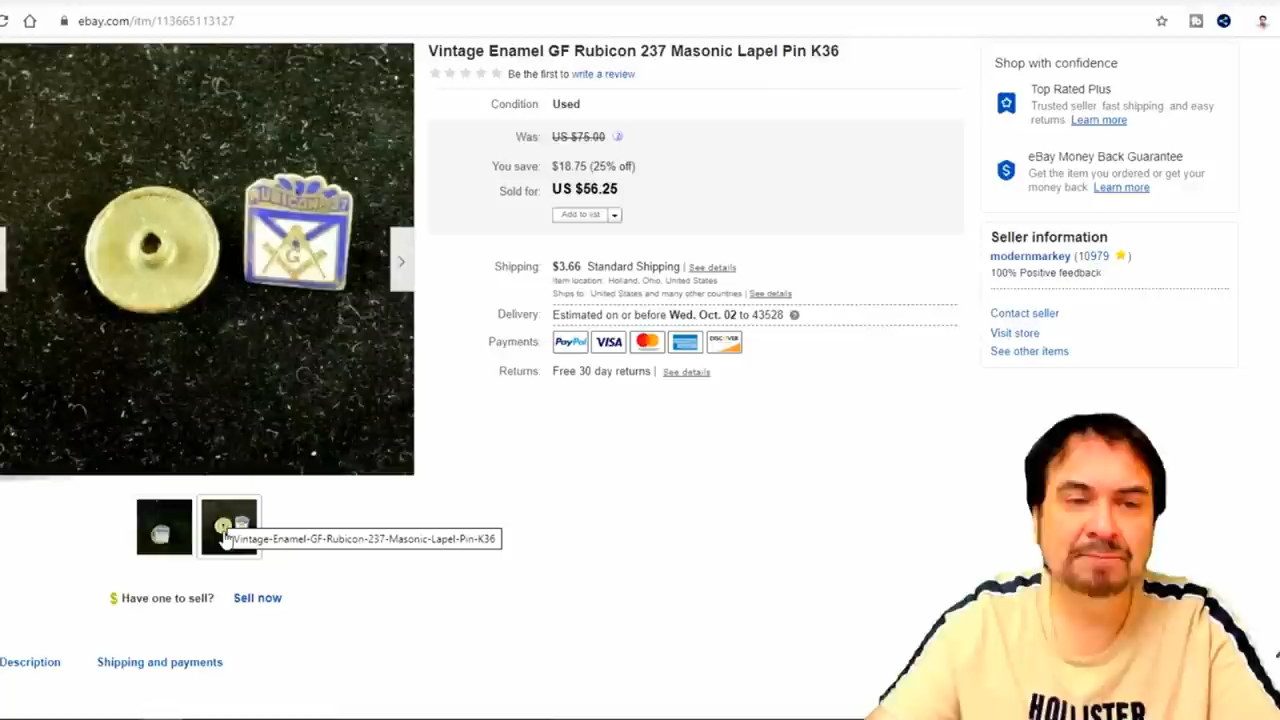 ebay.com/itm/113665113127
Vintage Enamel GF Rubicon 237 Masonic Lapel Pin K36
Be the first to write a review
Condition Used
Was: US $75.00
You save: $18.75 (25% off)
Sold for: US $56.25
Add to list
Shipping: $3.66 Standard Shipping | See details
Item location: Holland, Ohio, United States
Ships to: United States and many other countries | See details
Delivery: Estimated on or before Wed. Oct. 02 to 43528
Payments: PayPal VISA DISCOVER
Returns: Free 30 day returns | See details
Shop with confidence
Top Rated Plus
Trusted seller, fast shipping, and easy
returns. Learn more
eBay Money Back Guarantee
Get the item you ordered or get your
money back. Learn more
Seller information
modernmarkey (10979 )
100% Positive feedback
Contact seller
Visit store
See other items
RUBICON 237
G
Vintage-Enamel-GF-Rubicon-237-Masonic-Lapel-Pin-K36
$ Have one to sell? Sell now
Description Shipping and payments
HOLLISTER